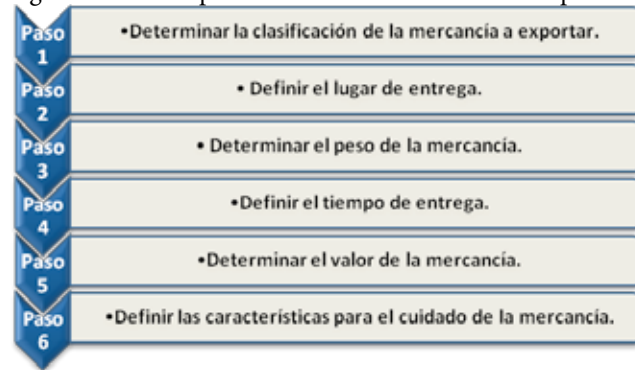 Paso
1
•Determinar la clasificación de la mercancía a exportar.
Paso
2
• Definir el lugar de entrega.
Paso
3
• Determinar el peso de la mercancía.
Paso
4
•Definir el tiempo de entrega.
Paso
5
•Determinar el valor de la mercancía.
Paso
6
•Definir las características para el cuidado de la mercancía.